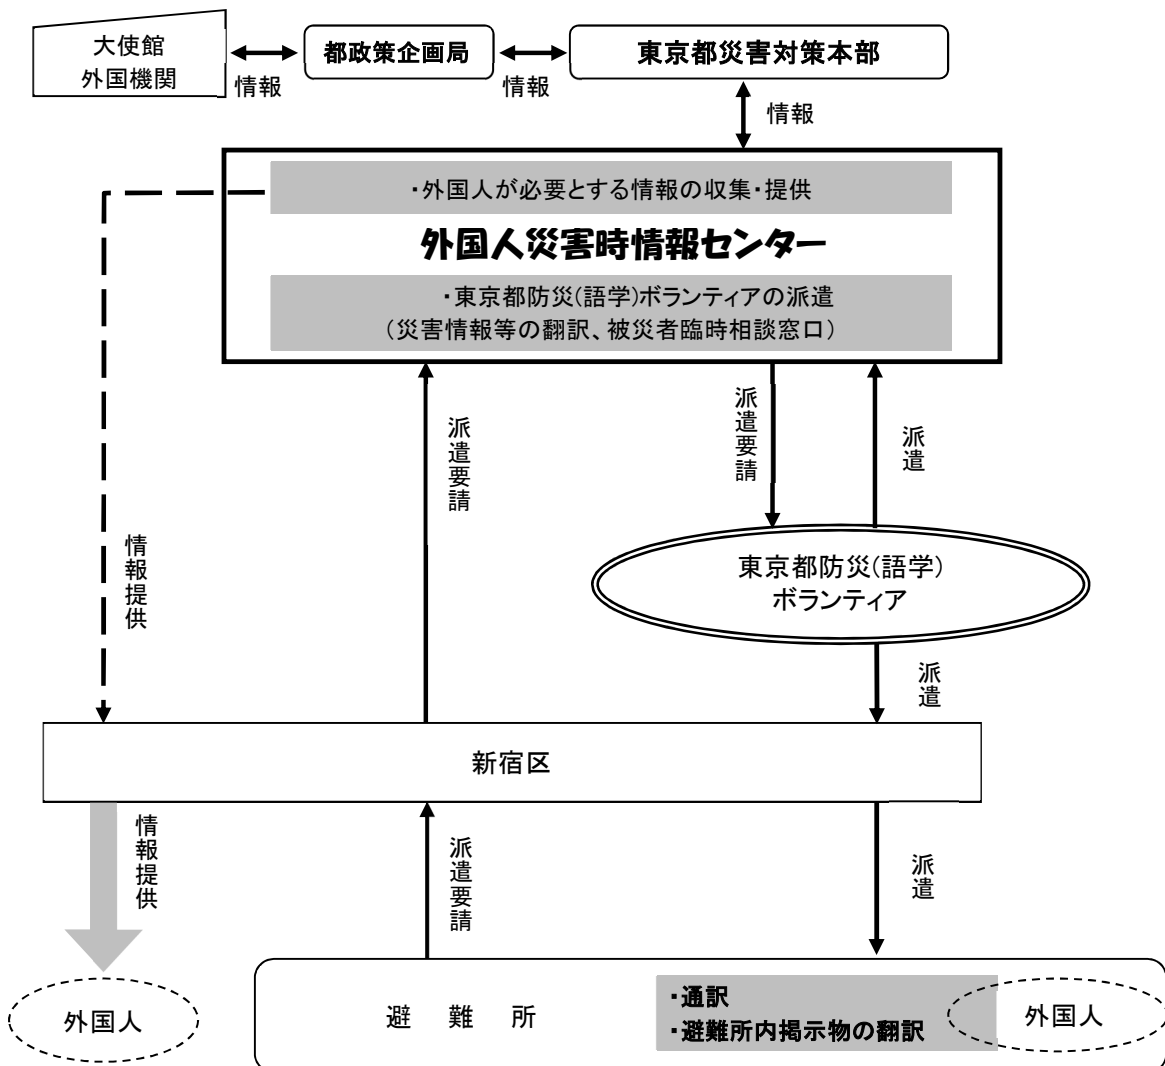 大使館
外国機関
情報
都政策企画局
情報
東京都災害対策本部
情報
・外国人が必要とする情報の収集・提供
外国人災害時情報センター
・東京都防災(語学)ボランティアの派遣
(災害情報等の翻訳、被災者臨時相談窓口)
派遣要請
派遣要請
派遣
情報提供
東京都防災(語学)
ボランティア
派遣
新宿区
情報提供
派遣要請
派遣
外国人
避難所
・通訳
・避難所内掲示物の翻訳
外国人